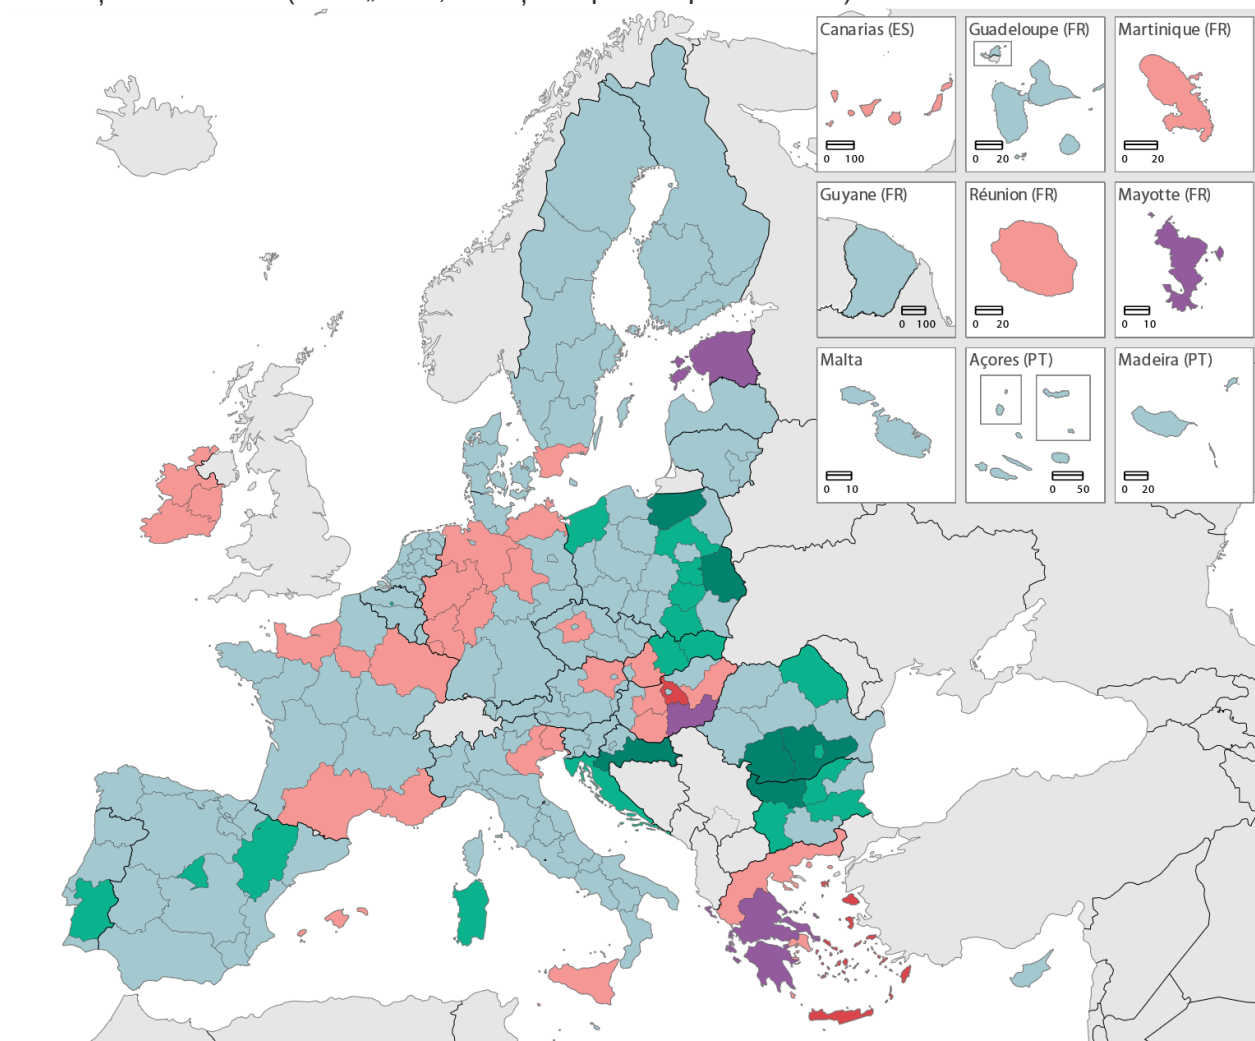 Canarias (ES)
0 100
Guadeloupe (FR)
0 20
Martinique (FR)
0 20
Guyane (FR)
0 100
Réunion (FR)
0 20
Mayotte (FR)
0 10
Malta
0 10
Açores (PT)
0 50
Madeira (PT)
0 20